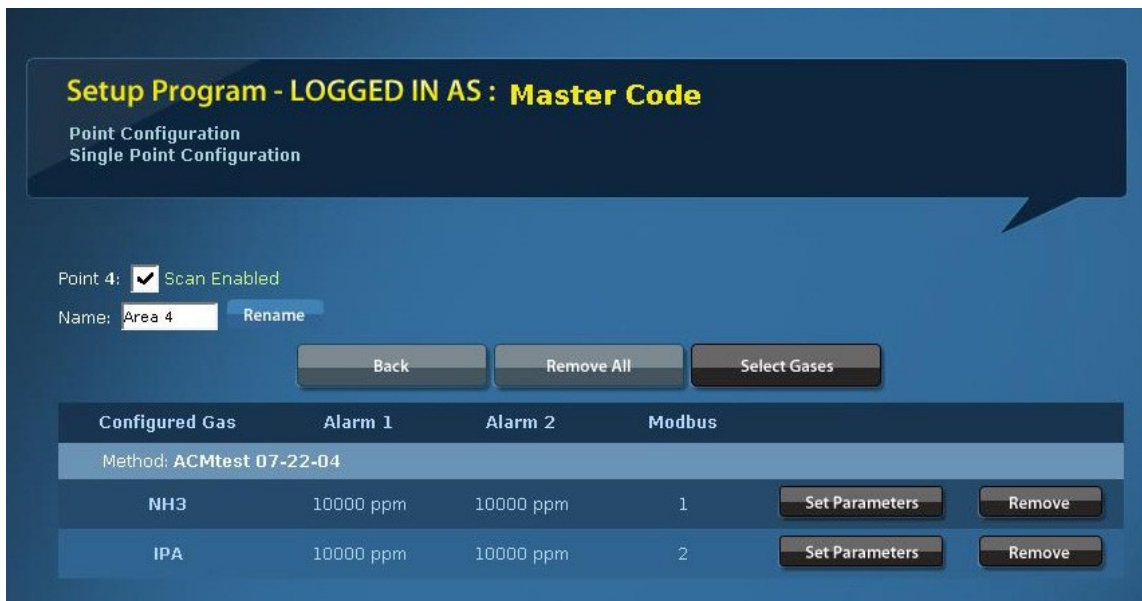 Setup Program - LOGGED IN AS : Master Code
Point Configuration
Single Point Configuration
Point 4: Scan Enabled
Name: Area 4 Rename
Back Remove All Select Gases
Configured Gas Alarm 1 Alarm 2 Modbus
Method: ACMtest 07-22-04
NH3 10000 ppm 10000 ppm 1 Set Parameters Remove
IPA 10000 ppm 10000 ppm 2 Set Parameters Remove